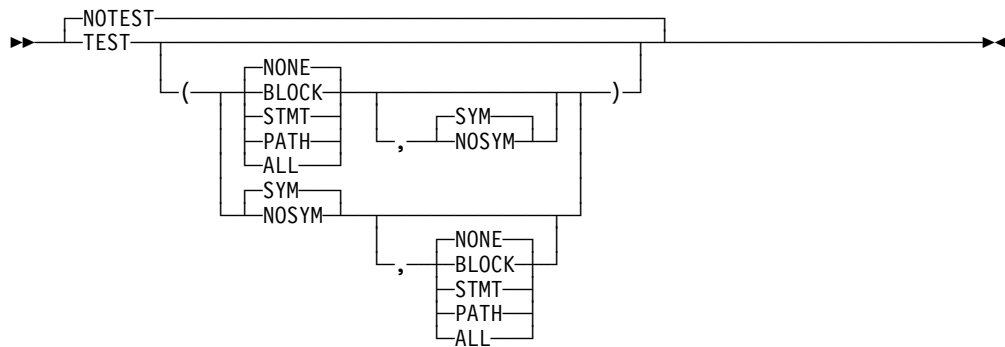 NOTEST
TEST
NONE
( BLOCK )
STMT SYM
PATH , NOSYM
ALL
SYM
NOSYM
NONE
, BLOCK
STMT
PATH
ALL